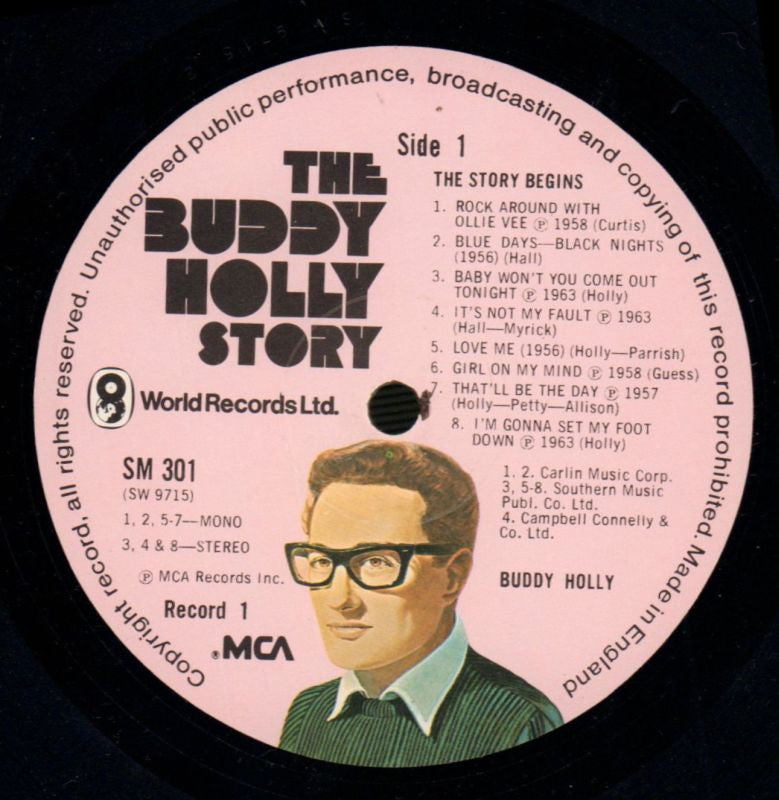 Copyright record, all rights reserved. Unauthorised public performance, broadcasting and copying of this record prohibited. Made in England
THE
BUDDY
HOLLY
STORY
World Records Ltd.
SM 301
(SW 9715)
1, 2, 5-7—MONO
3, 4 & 8—STEREO
℗ MCA Records Inc.
Record 1
® MCA
Side 1
THE STORY BEGINS
1. ROCK AROUND WITH
OLLIE VEE ℗ 1958 (Curtis)
2. BLUE DAYS—BLACK NIGHTS
(1956) (Hall)
3. BABY WON'T YOU COME OUT
TONIGHT ℗ 1963 (Holly)
4. IT'S NOT MY FAULT ℗ 1963
(Hall—Myrick)
5. LOVE ME (1956) (Holly—Parrish)
6. GIRL ON MY MIND ℗ 1958 (Guess)
7. THAT'LL BE THE DAY ℗ 1957
(Holly—Petty—Allison)
8. I'M GONNA SET MY FOOT
DOWN ℗ 1963 (Holly)
1, 2. Carlin Music Corp.
3, 5-8. Southern Music
Publ. Co. Ltd.
4. Campbell Connelly &
Co. Ltd.
BUDDY HOLLY